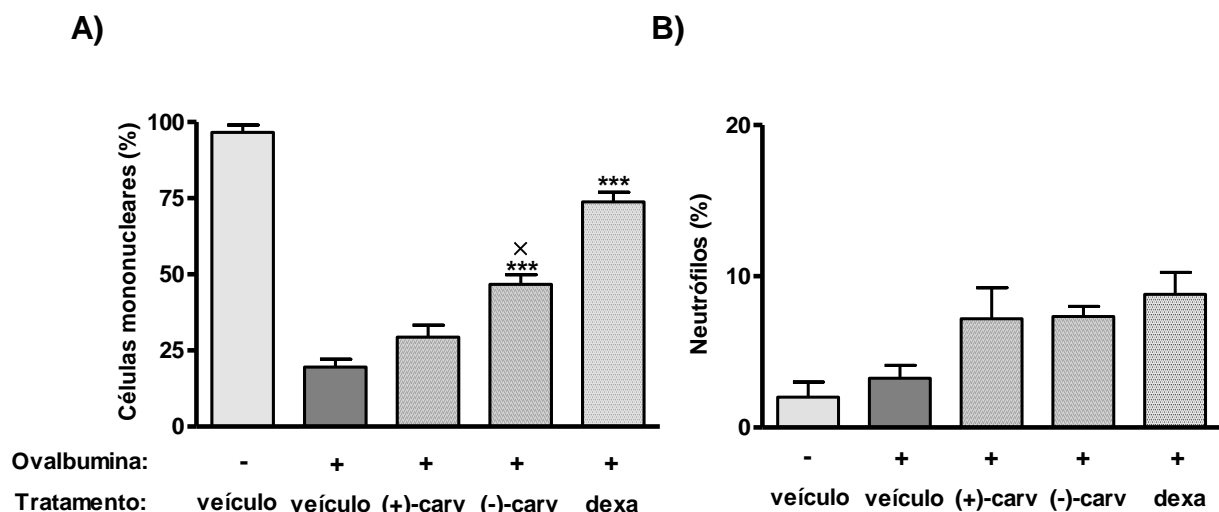 A)
B)
Células mononucleares (%)
100
75
50
25
0
×
***
***
Neutrófilos (%)
20
10
0
Ovalbumina: - + + + +
- + + + +
Tratamento: veículo veículo (+)-carv (-)-carv dexa
veículo veículo (+)-carv (-)-carv dexa